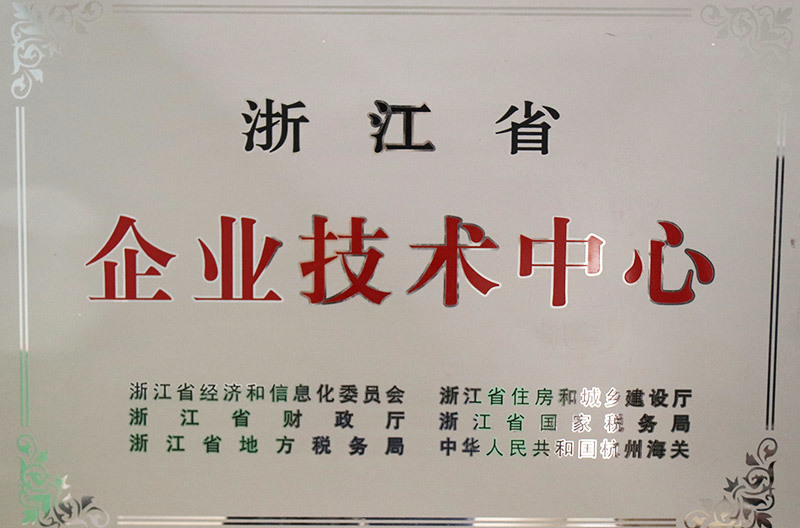 浙江省
企业技术中心
浙江省经济和信息化委员会 浙江省住房和城乡建设厅
浙江省财政厅 浙江省国家税务局
浙江省地方税务局 中华人民共和国杭州海关